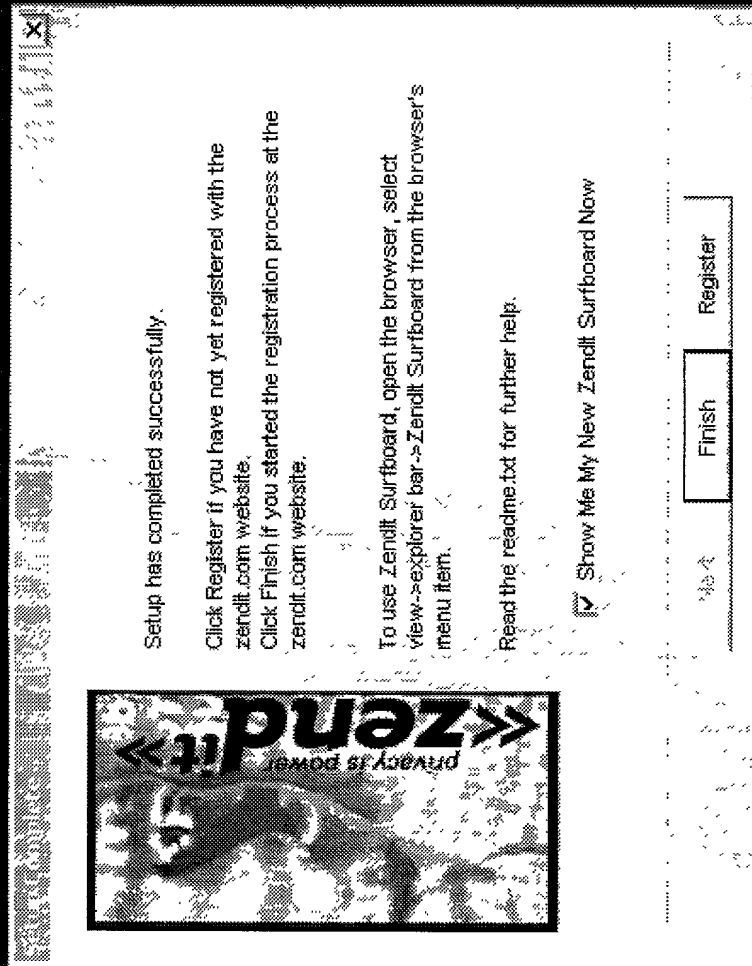 Setup has completed successfully.
Click Register if you have not yet registered with the
zendit.com website.
Click Finish if you started the registration process at the
zendit.com website.
To use ZendIt Surfboard, open the browser, select
view->explorer bar->ZendIt Surfboard from the browser's
menu item.
Read the readme.txt for further help.
Show Me My New ZendIt Surfboard Now
«zend
it»
privacy is power
Finish
Register